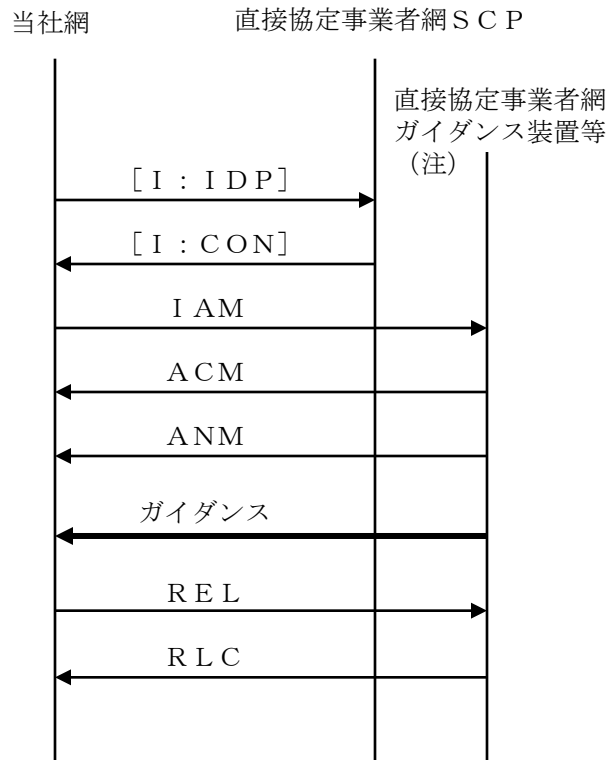 当社網
直接協定事業者網ＳＣＰ
直接協定事業者網
ガイダンス装置等
（注）
［Ｉ：ＩＤＰ］
［Ｉ：ＣＯＮ］
ＩＡＭ
ＡＣＭ
ＡＮＭ
ガイダンス
ＲＥＬ
ＲＬＣ